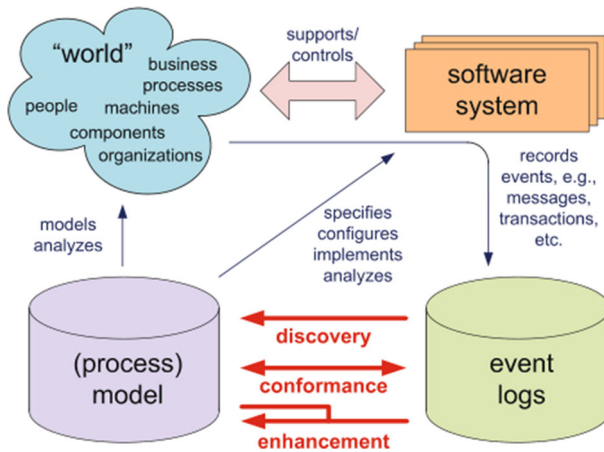 “world”
business
processes
people
machines
components
organizations
supports/
controls
software
system
records
events, e.g.,
messages,
transactions,
etc.
models
analyzes
specifies
configures
implements
analyzes
(process)
model
discovery
conformance
enhancement
event
logs